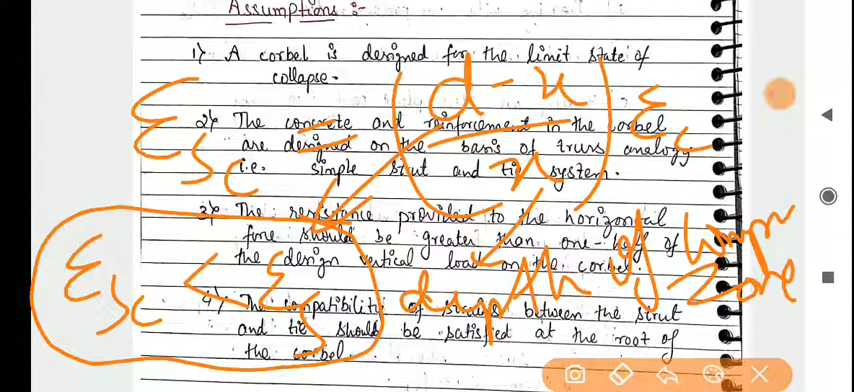 Assumptions :-
1) A corbel is designed for the limit state of
collapse.
2) The concrete and reinforcement in the corbel
are designed on the basis of truss analogy
i.e. simple strut and tie system.
3) The resistance provided to the horizontal
force should be greater than one-half of
the design vertical load on the corbel.
4) The compatibility of strains between the strut
and ties should be satisfied at the root of
the corbel.
εsc
(d - x
x) εc
εsc < εs
depth of
Zone